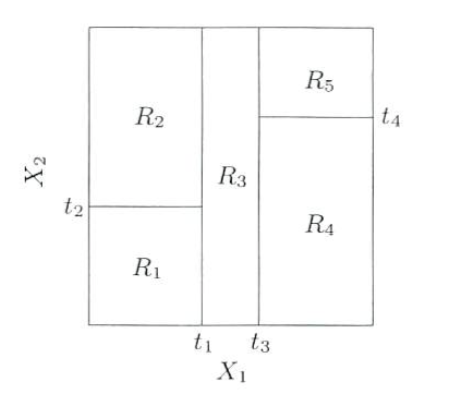 R₅
R₂
t₄
X₂
R₃
t₂
R₄
R₁
t₁ t₃
X₁